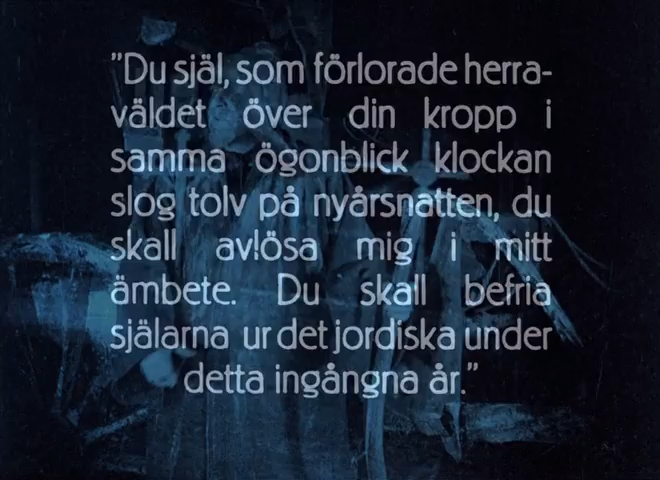 "Du själ, som förlorade herra-
väldet över din kropp i
samma ögonblick klockan
slog tolv på nyårsnatten, du
skall avlösa mig i mitt
ämbete. Du skall befria
själarna ur det jordiska under
detta ingångna år."